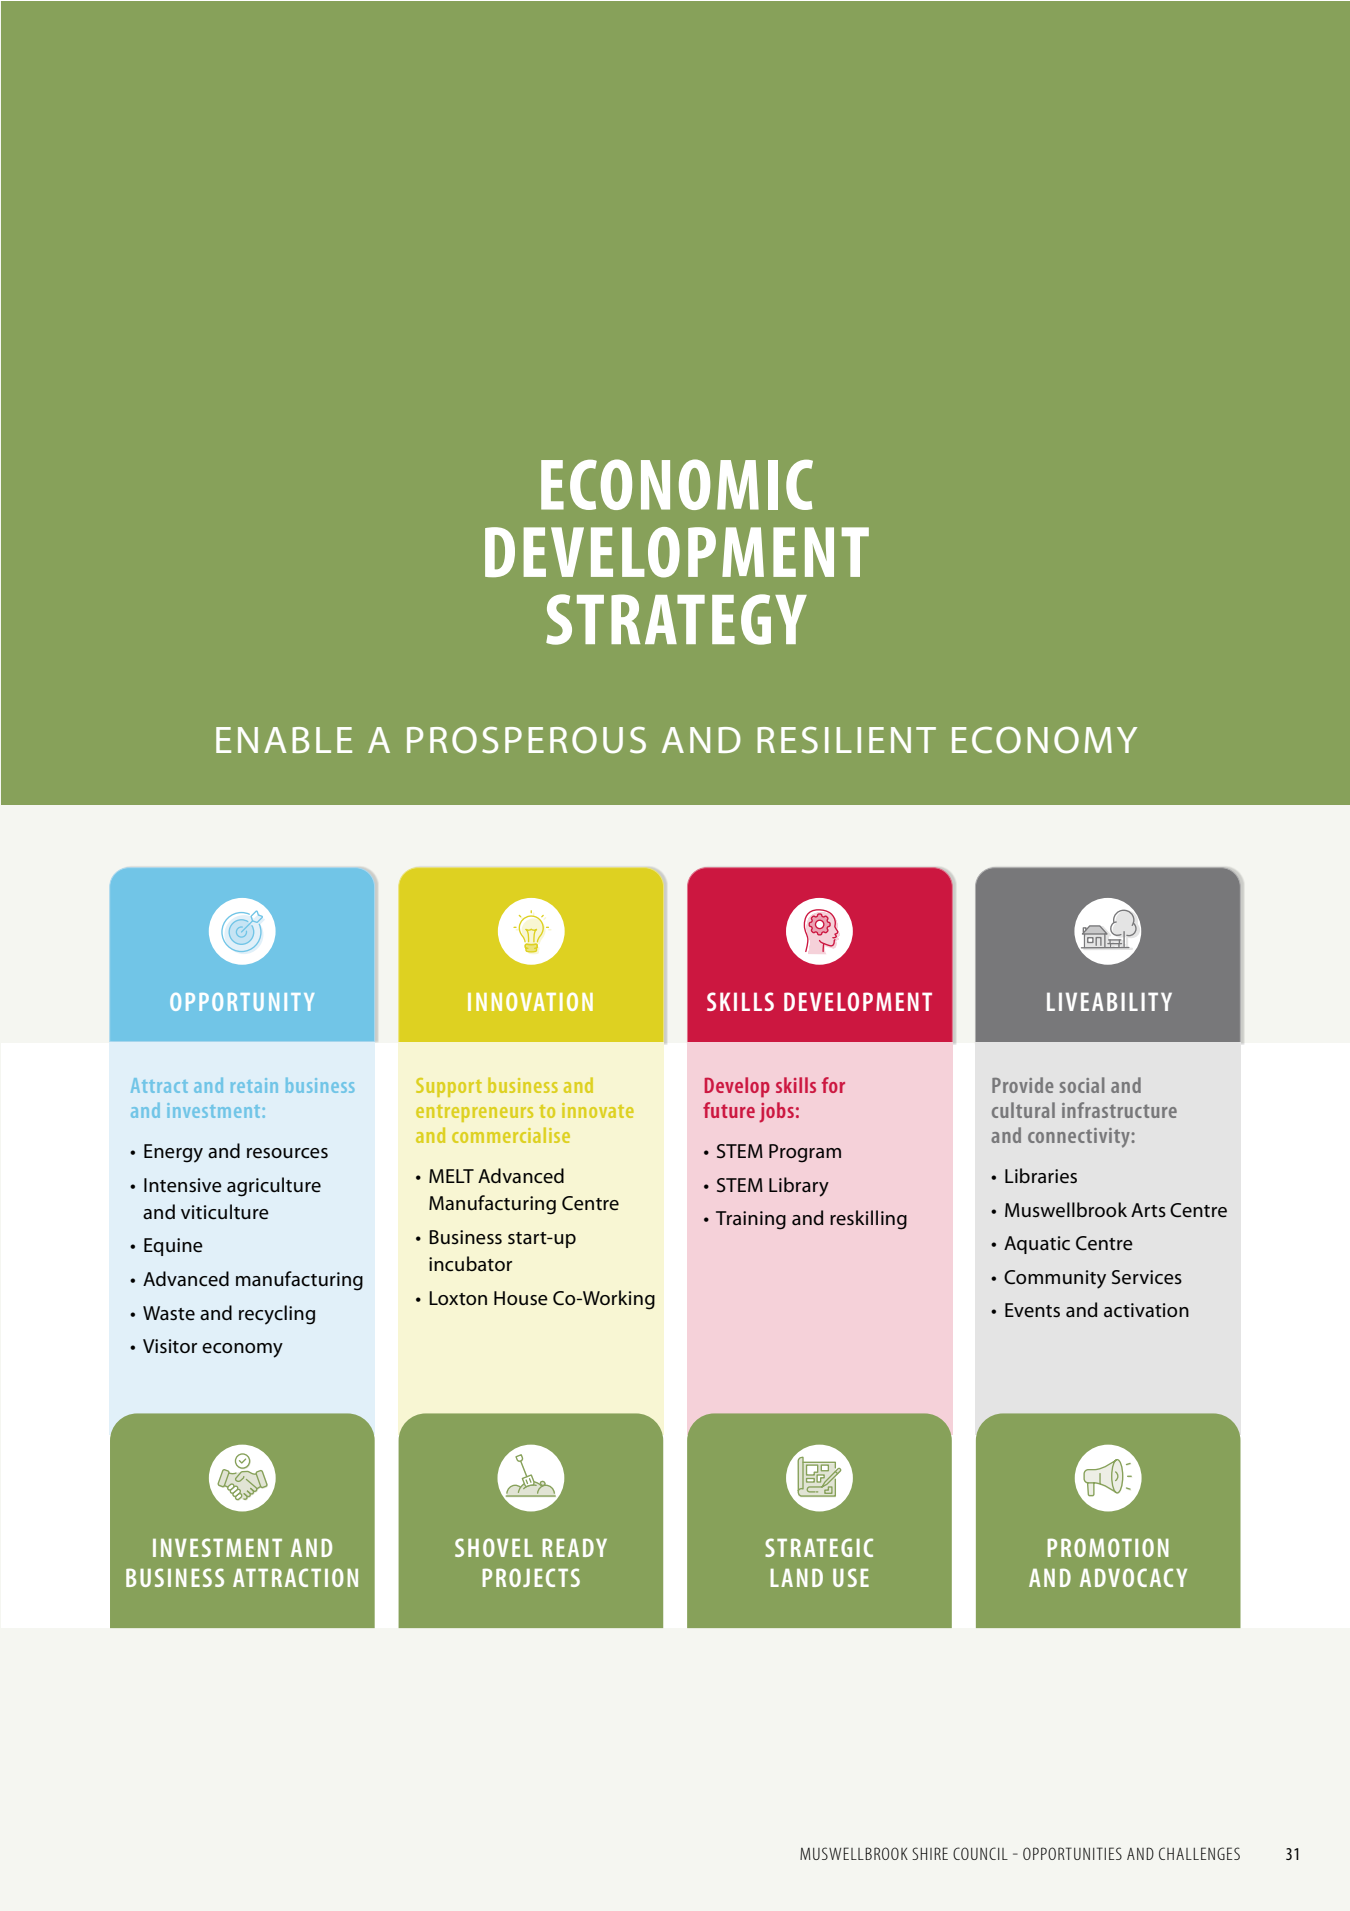 ECONOMIC
DEVELOPMENT
STRATEGY
ENABLE A PROSPEROUS AND RESILIENT ECONOMY
OPPORTUNITY
Attract and retain business
and investment:
• Energy and resources
• Intensive agriculture
and viticulture
• Equine
• Advanced manufacturing
• Waste and recycling
• Visitor economy
INVESTMENT AND
BUSINESS ATTRACTION
INNOVATION
Support business and
entrepreneurs to innovate
and commercialise
• MELT Advanced
Manufacturing Centre
• Business start-up
incubator
• Loxton House Co-Working
SHOVEL READY
PROJECTS
SKILLS DEVELOPMENT
Develop skills for
future jobs:
• STEM Program
• STEM Library
• Training and reskilling
STRATEGIC
LAND USE
LIVEABILITY
Provide social and
cultural infrastructure
and connectivity:
• Libraries
• Muswellbrook Arts Centre
• Aquatic Centre
• Community Services
• Events and activation
PROMOTION
AND ADVOCACY
MUSWELLBROOK SHIRE COUNCIL - OPPORTUNITIES AND CHALLENGES 31